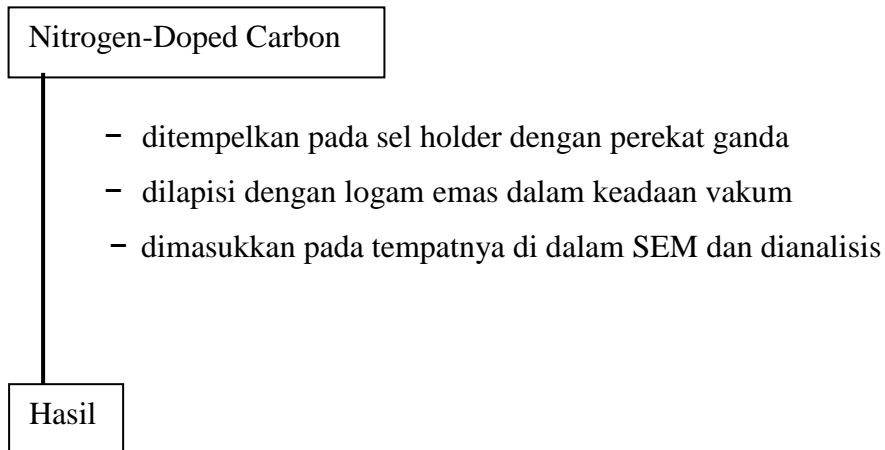 Nitrogen-Doped Carbon
- ditempelkan pada sel holder dengan perekat ganda
- dilapisi dengan logam emas dalam keadaan vakum
- dimasukkan pada tempatnya di dalam SEM dan dianalisis
Hasil